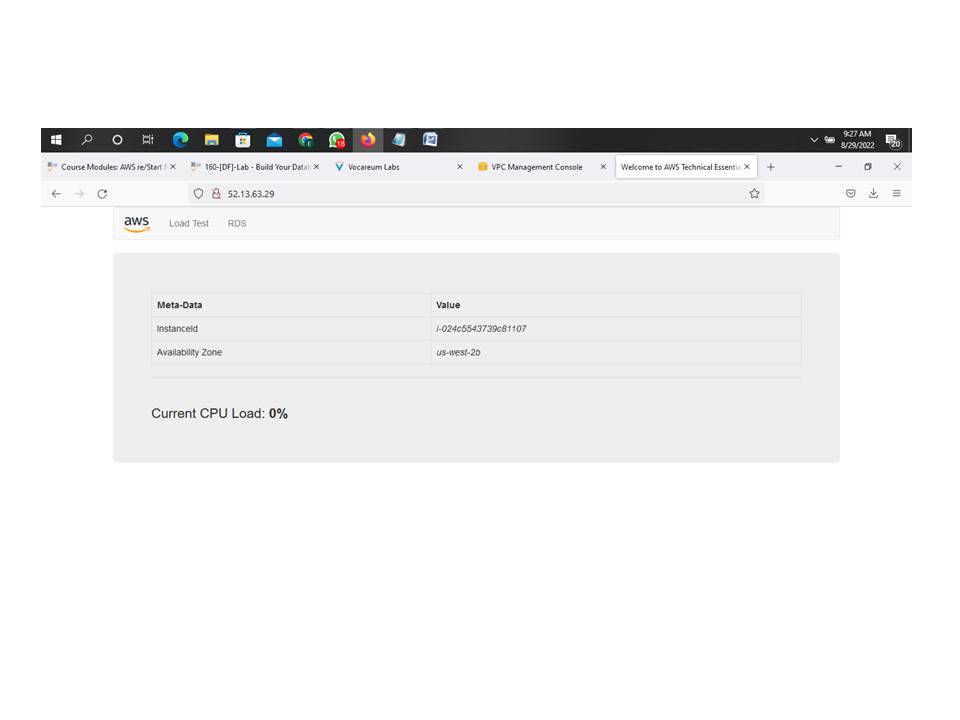 18
9:27 AM
8/29/2022
20
Course Modules: AWS re/Start
160-[DF]-Lab - Build Your Datab
Vocareum Labs
VPC Management Console
Welcome to AWS Technical Essentia
52.13.63.29
aws Load Test RDS
Meta-Data Value
InstanceId i-024c5543739c81107
Availability Zone us-west-2b
Current CPU Load: 0%